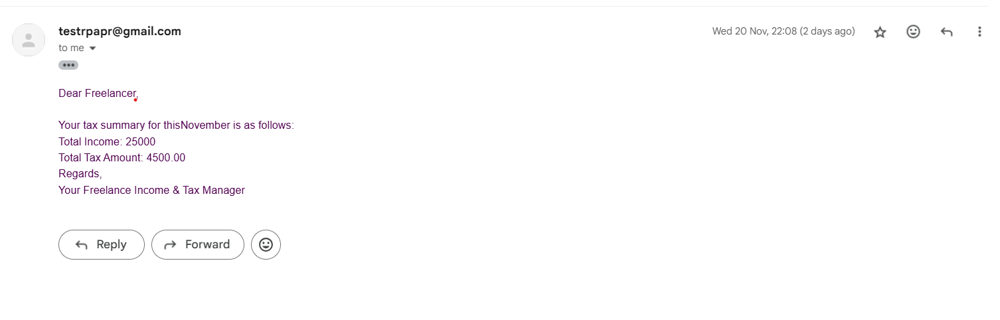 testrpapr@gmail.com
Wed 20 Nov, 22:08 (2 days ago)
to me
Dear Freelancer,
Your tax summary for thisNovember is as follows:
Total Income: 25000
Total Tax Amount: 4500.00
Regards,
Your Freelance Income & Tax Manager
Reply
Forward